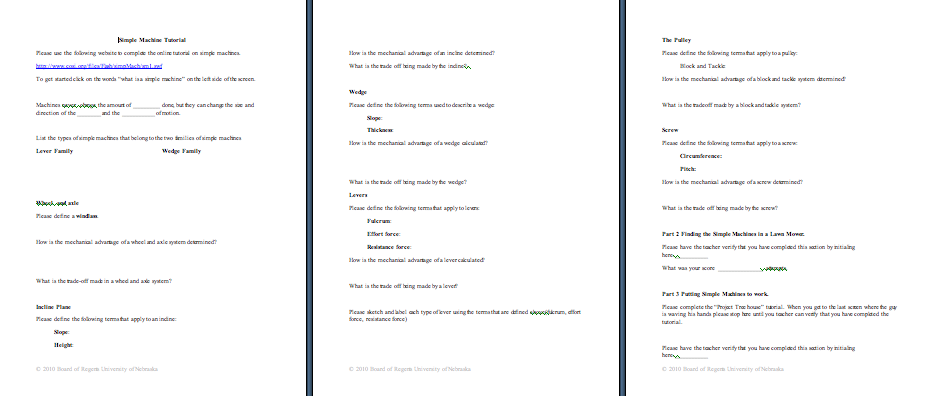 Simple Machine Tutorial
Please use the following website to complete the online tutorial on simple machines.
To get started click on the words "what is a simple machine" on the left side of the screen.
Machines the amount of ________ done, but they can change the size and
direction of the _______ and the __________ of motion.
List the types of simple machines that belong to the two families of simple machines
Lever Family Wedge Family
Wheel and axle
Please define a windlass.
How is the mechanical advantage of a wheel and axle system determined?
What is the trade-off made in a wheel and axle system?
Incline Plane
Please define the following terms that apply to an incline:
Slope:
Height:
© 2010 Board of Regents University of Nebraska
How is the mechanical advantage of an incline determined?
What is the trade off being made by the incline?
Wedge
Please define the following terms used to describe a wedge
Slope:
Thickness:
How is the mechanical advantage of a wedge calculated?
What is the trade off being made by the wedge?
Levers
Please define the following terms that apply to levers:
Fulcrum:
Effort force:
Resistance force:
How is the mechanical advantage of a lever calculated?
What is the trade off being made by a lever?
Please sketch and label each type of lever using the terms that are defined fulcrum, effort
force, resistance force)
© 2010 Board of Regents University of Nebraska
The Pulley
Please define the following terms that apply to a pulley:
Block and Tackle
How is the mechanical advantage of a block and tackle system determined?
What is the tradeoff made by a block and tackle system?
Screw
Please define the following terms that apply to a screw:
Circumference:
Pitch:
How is the mechanical advantage of a screw determined?
What is the trade off being made by the screw?
Part 2 Finding the Simple Machines in a Lawn Mower.
Please have the teacher verify that you have completed this section by initialing
here.________
What was your score ____________
Part 3 Putting Simple Machines to work.
Please complete the "Project Treehouse" tutorial. When you get to the last screen where the guy
is waving his hands please stop here until you teacher can verify that you have completed the
tutorial.
Please have the teacher verify that you have completed this section by initialing
here.________
© 2010 Board of Regents University of Nebraska